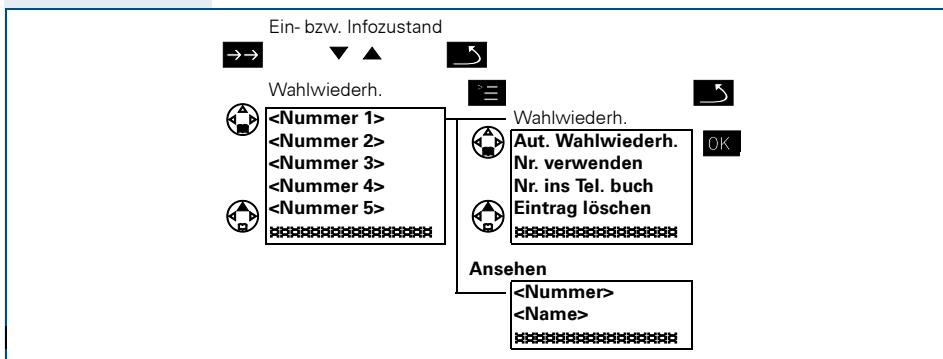 Ein- bzw. Infozustand
→→ ▼ ▲
Wahlwiederh.
<Nummer 1>
<Nummer 2>
<Nummer 3>
<Nummer 4>
<Nummer 5>
Wahlwiederh.
Aut. Wahlwiederh.
Nr. verwenden
Nr. ins Tel. buch
Eintrag löschen
OK
Ansehen
<Nummer>
<Name>